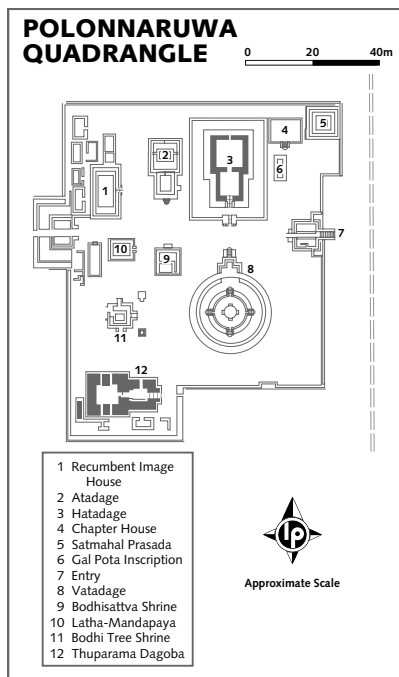 POLONNARUWA
QUADRANGLE
0 20 40m
5
4
2
3
6
1
7
10
9
8
11
12
1 Recumbent Image
House
2 Atadage
3 Hatadage
4 Chapter House
5 Satmahal Prasada
6 Gal Pota Inscription
7 Entry
8 Vatadage
9 Bodhisattva Shrine
10 Latha-Mandapaya
11 Bodhi Tree Shrine
12 Thuparama Dagoba
lp
Approximate Scale